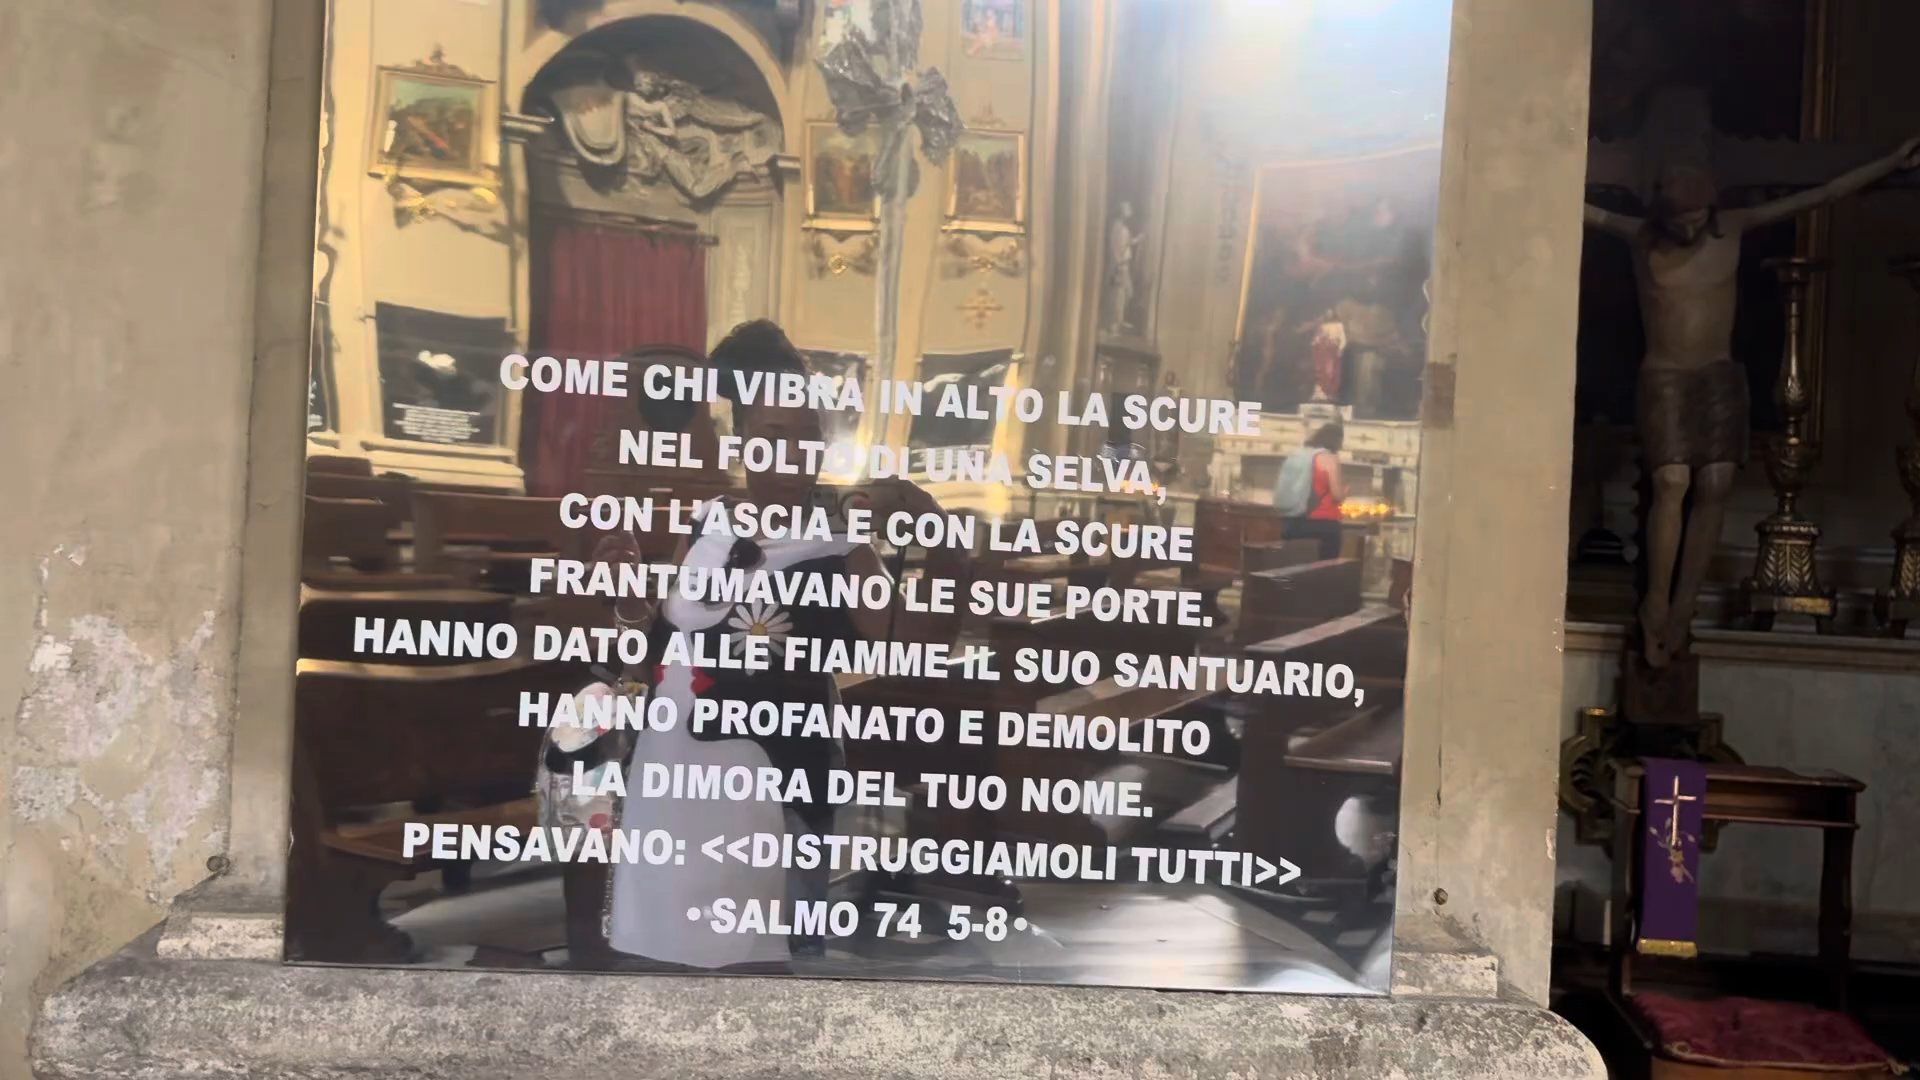 COME CHI VIBRA IN ALTO LA SCURE
NEL FOLTO DI UNA SELVA,
CON L'ASCIA E CON LA SCURE
FRANTUMAVANO LE SUE PORTE.
HANNO DATO ALLE FIAMME IL SUO SANTUARIO,
HANNO PROFANATO E DEMOLITO
LA DIMORA DEL TUO NOME.
PENSAVANO: <<DISTRUGGIAMOLI TUTTI>>
•SALMO 74 5-8•